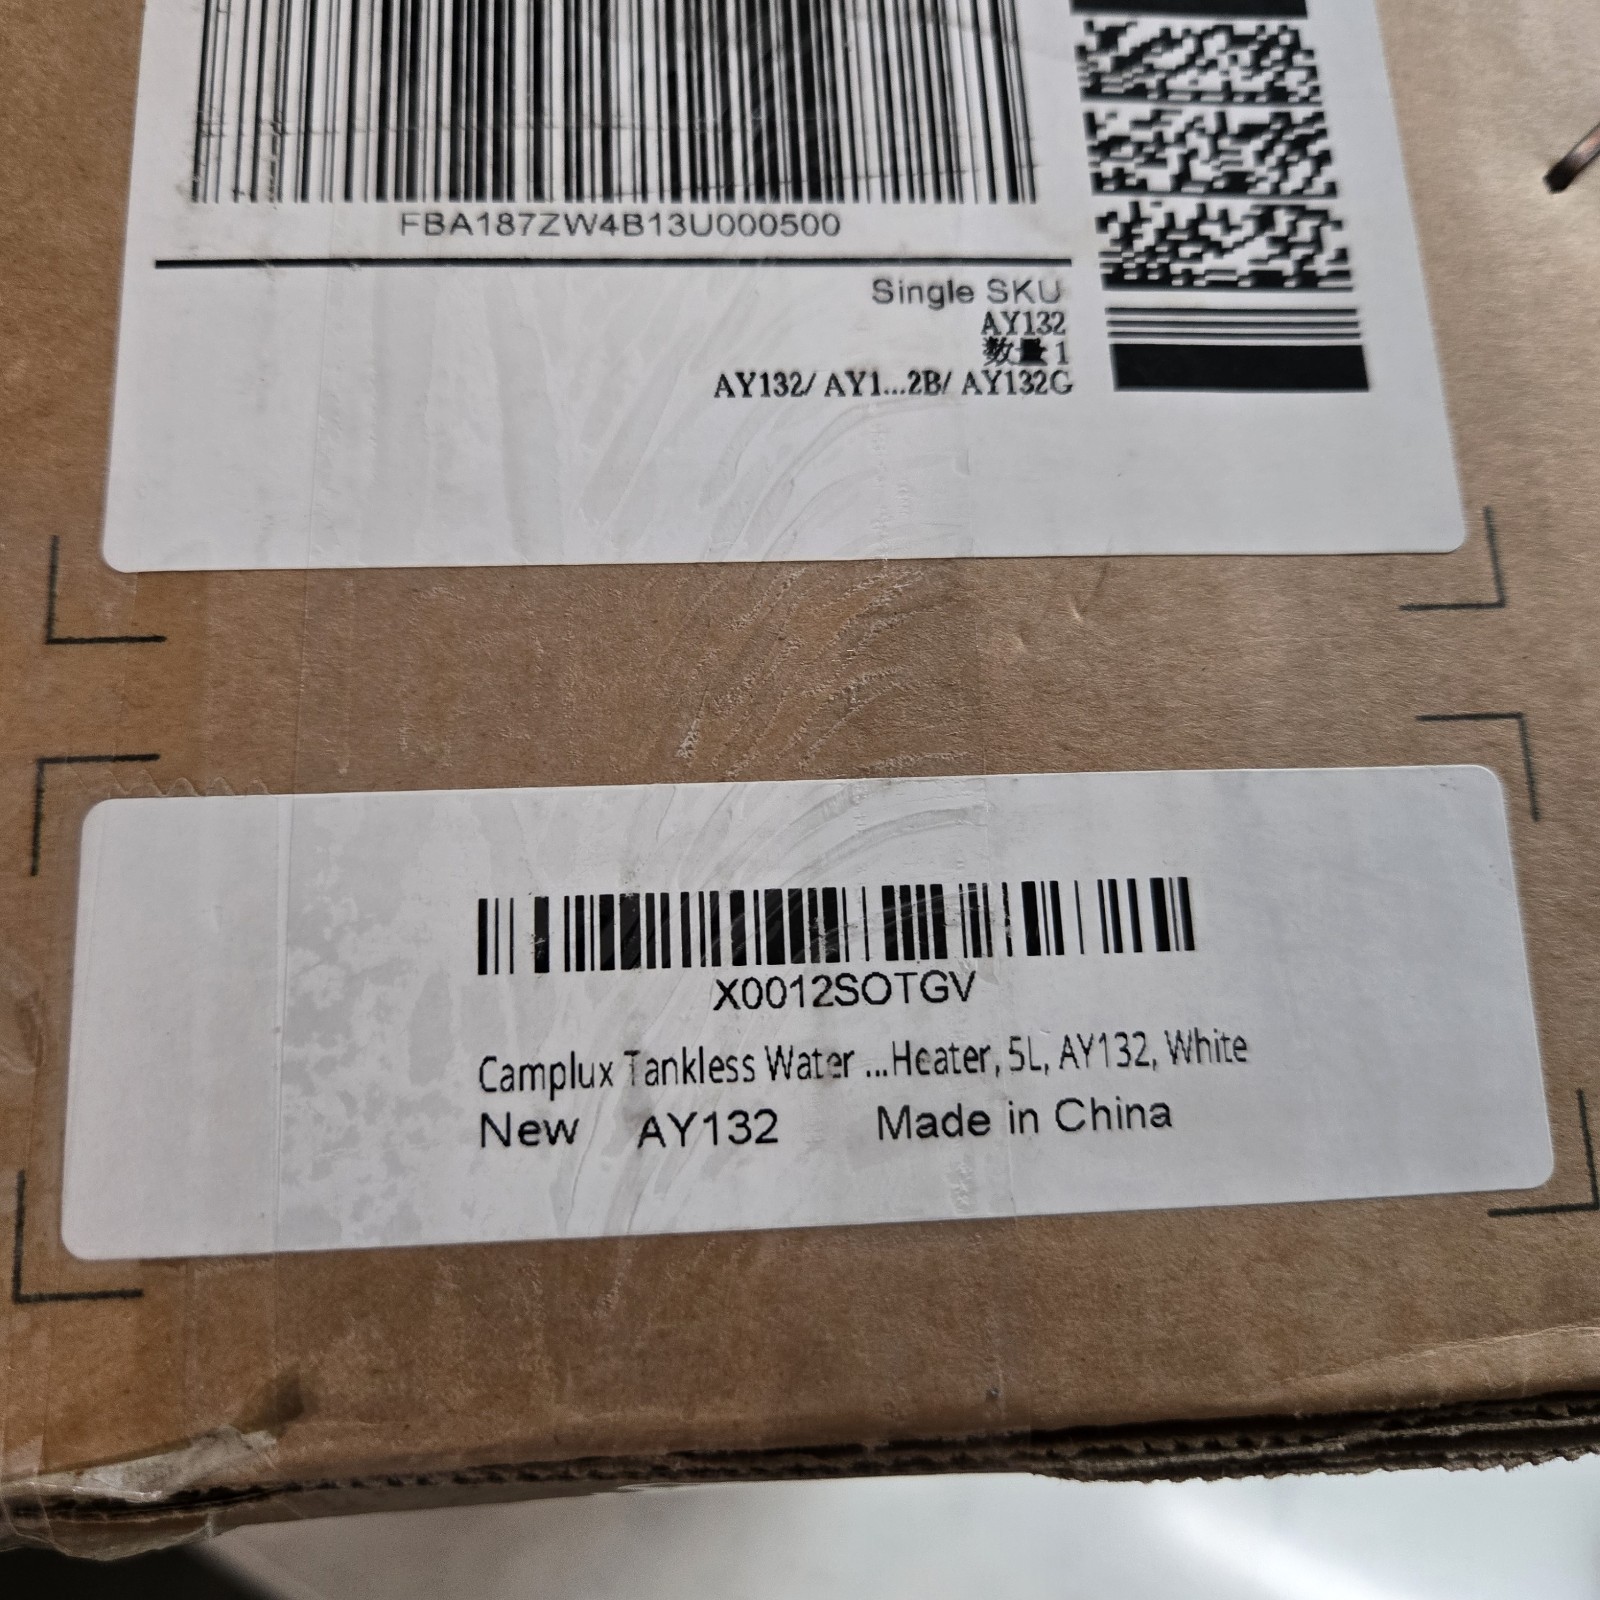 FBA187ZW4B13U000500
Single SKU
AY132
数量 1
AY132/ AY1...2B/ AY132G
X0012SOTGV
Camplux Tankless Water ...Heater, 5L, AY132, White
New AY132 Made in China